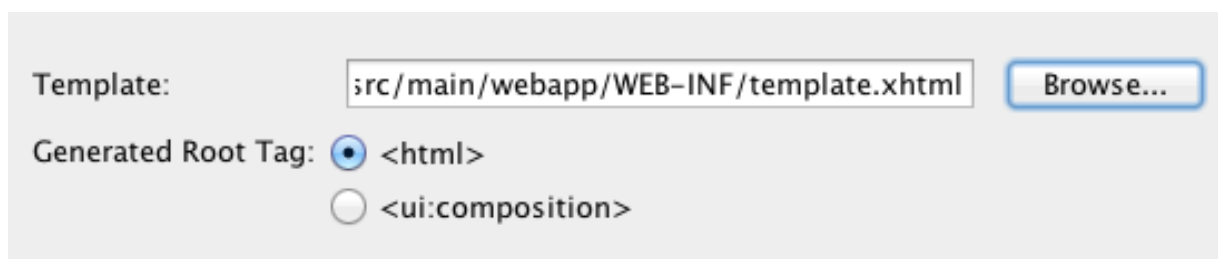 Template: src/main/webapp/WEB-INF/template.xhtml Browse...
Generated Root Tag: <html>
<ui:composition>